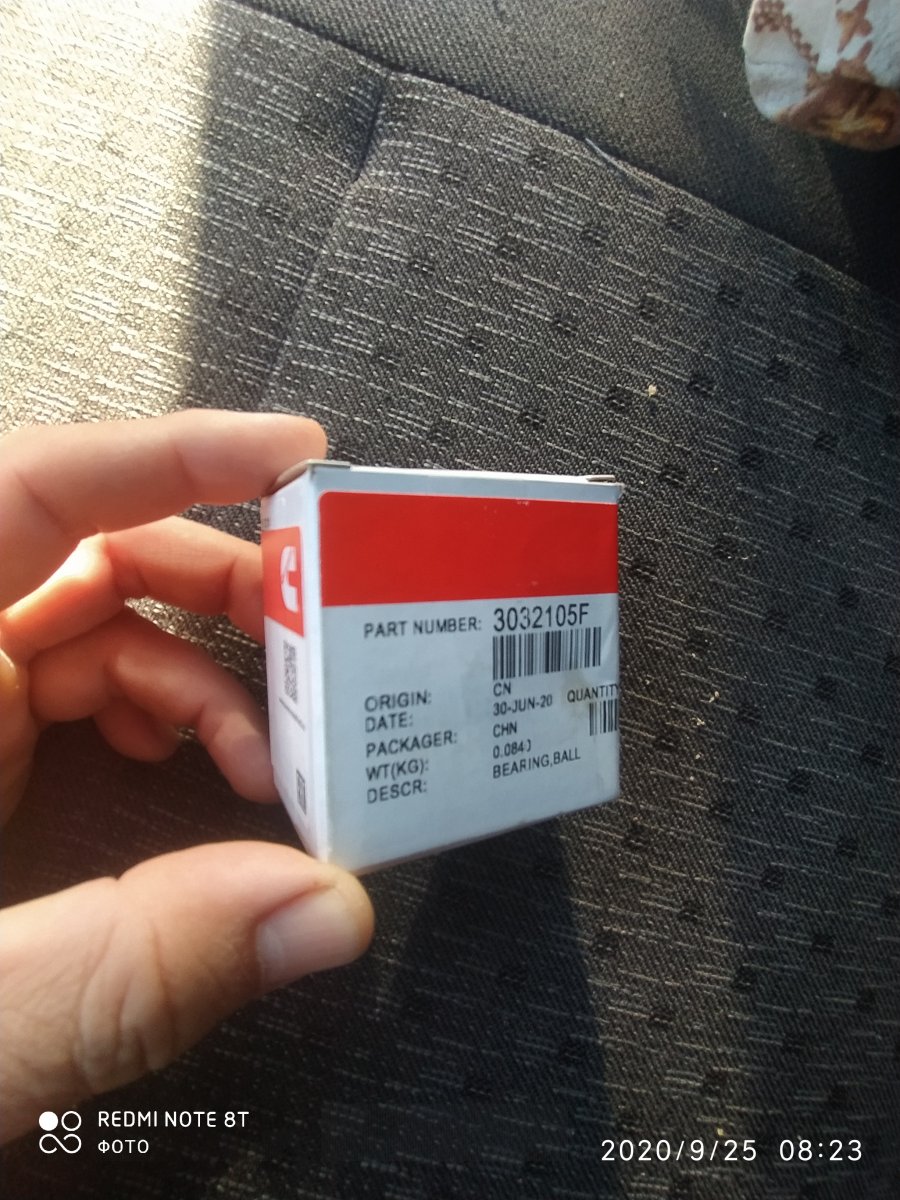 PART NUMBER: 3032105F
ORIGIN: CN
DATE: 30-JUN-20 QUANTITY
PACKAGER: CHN
WT(KG): 0.084
DESCR: BEARING,BALL
REDMI NOTE 8T
ФОТО
2020/9/25 08:23